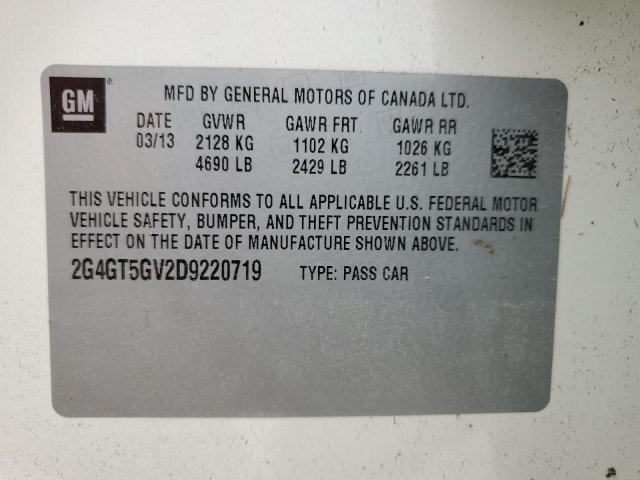 GM ®
MFD BY GENERAL MOTORS OF CANADA LTD.
DATE GVWR GAWR FRT GAWR RR
03/13 2128 KG 1102 KG 1026 KG
4690 LB 2429 LB 2261 LB
THIS VEHICLE CONFORMS TO ALL APPLICABLE U.S. FEDERAL MOTOR
VEHICLE SAFETY, BUMPER, AND THEFT PREVENTION STANDARDS IN
EFFECT ON THE DATE OF MANUFACTURE SHOWN ABOVE.
2G4GT5GV2D9220719 TYPE: PASS CAR